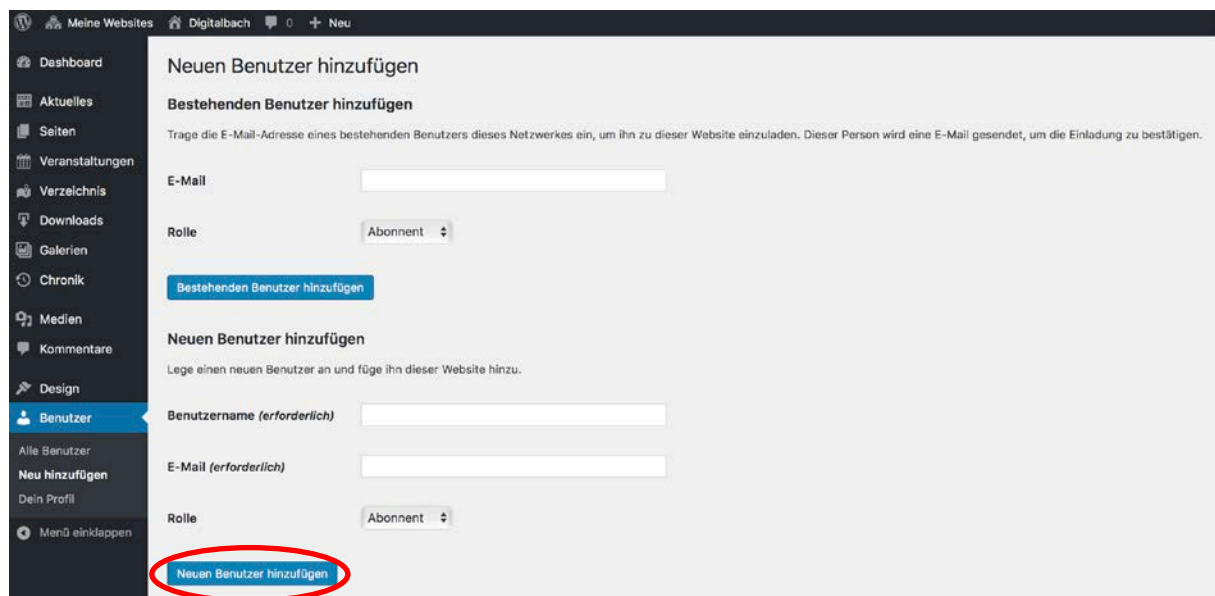 Meine Websites Digitalbach 0 + Neu
Dashboard
Aktuelles
Seiten
Veranstaltungen
Verzeichnis
Downloads
Galerien
Chronik
Medien
Kommentare
Design
Benutzer
Alle Benutzer
Neu hinzufügen
Dein Profil
Menü einklappen
Neuen Benutzer hinzufügen
Bestehenden Benutzer hinzufügen
Trage die E-Mail-Adresse eines bestehenden Benutzers dieses Netzwerkes ein, um ihn zu dieser Website einzuladen. Dieser Person wird eine E-Mail gesendet, um die Einladung zu bestätigen.
E-Mail
Rolle Abonnent
Bestehenden Benutzer hinzufügen
Neuen Benutzer hinzufügen
Lege einen neuen Benutzer an und füge ihn dieser Website hinzu.
Benutzername (erforderlich)
E-Mail (erforderlich)
Rolle Abonnent
Neuen Benutzer hinzufügen